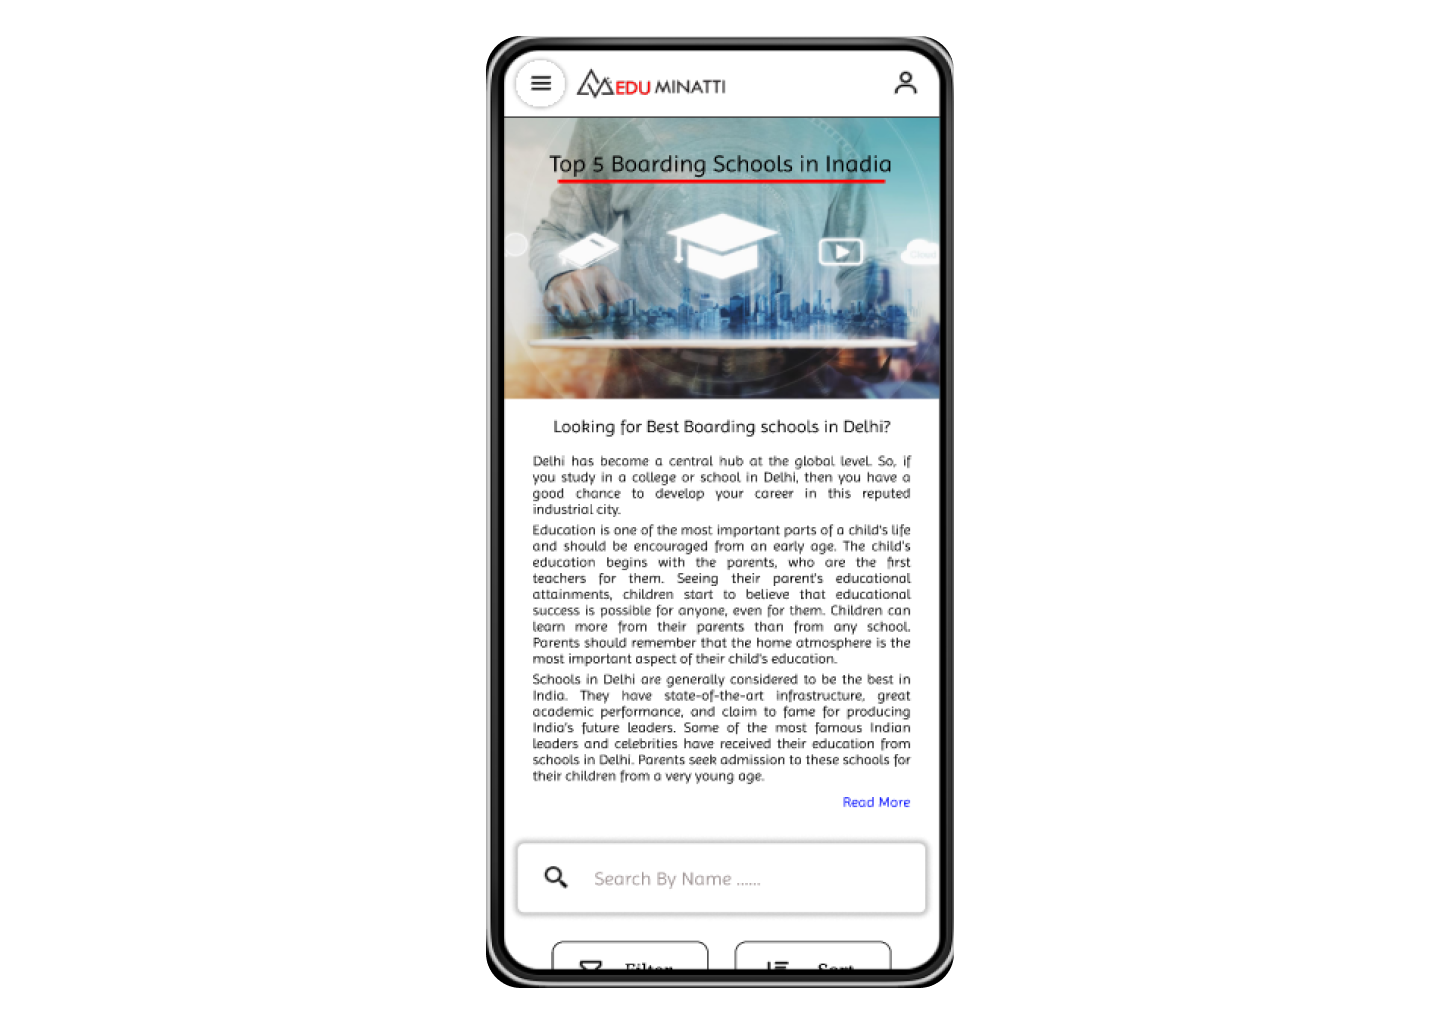 EDU MINATTI
Top 5 Boarding Schools in Inadia
Cloud
Looking for Best Boarding schools in Delhi?
Delhi has become a central hub at the global level. So, if
you study in a college or school in Delhi, then you have a
good chance to develop your career in this reputed
industrial city.
Education is one of the most important parts of a child's life
and should be encouraged from an early age. The child's
education begins with the parents, who are the first
teachers for them. Seeing their parent's educational
attainments, children start to believe that educational
success is possible for anyone, even for them. Children can
learn more from their parents than from any school.
Parents should remember that the home atmosphere is the
most important aspect of their child's education.
Schools in Delhi are generally considered to be the best in
India. They have state-of-the-art infrastructure, great
academic performance, and claim to fame for producing
India's future leaders. Some of the most famous Indian
leaders and celebrities have received their education from
schools in Delhi. Parents seek admission to these schools for
their children from a very young age.
Read More
Search By Name ......
Filter Sort